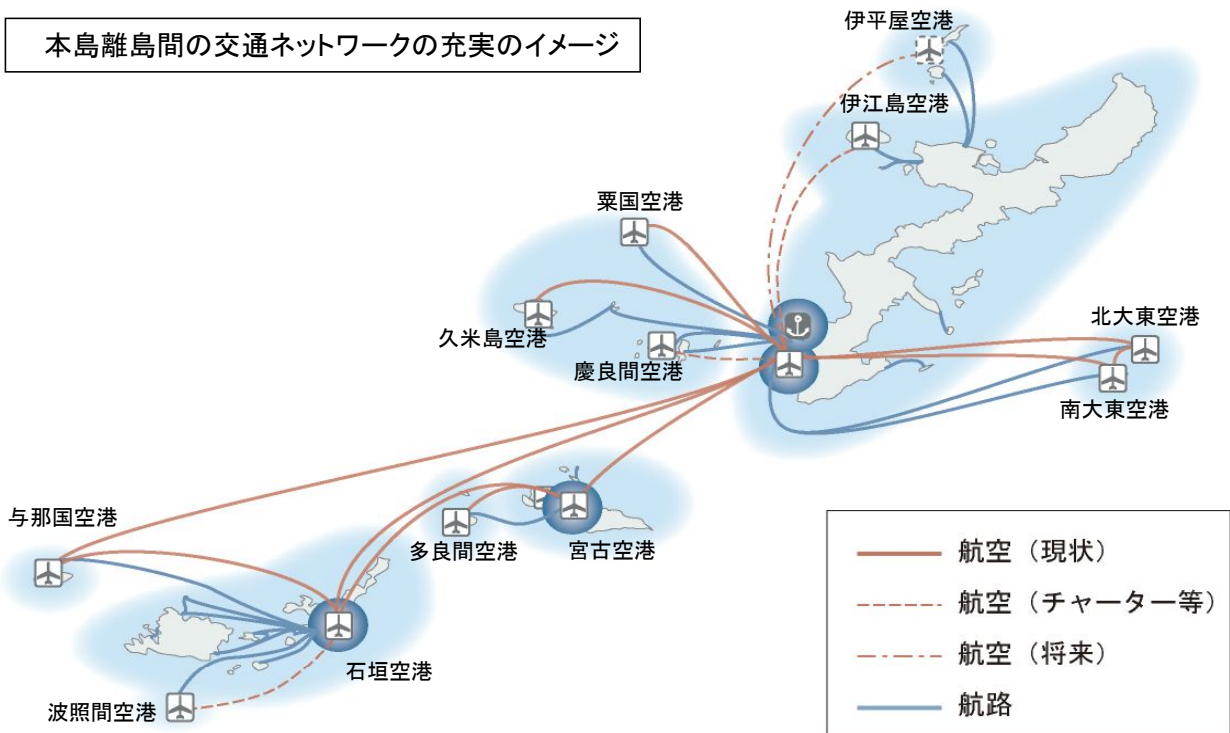 本島離島間の交通ネットワークの充実のイメージ
伊平屋空港
伊江島空港
粟国空港
久米島空港
慶良間空港
北大東空港
南大東空港
与那国空港
多良間空港
宮古空港
石垣空港
波照間空港
航空（現状）
航空（チャーター等）
航空（将来）
航路